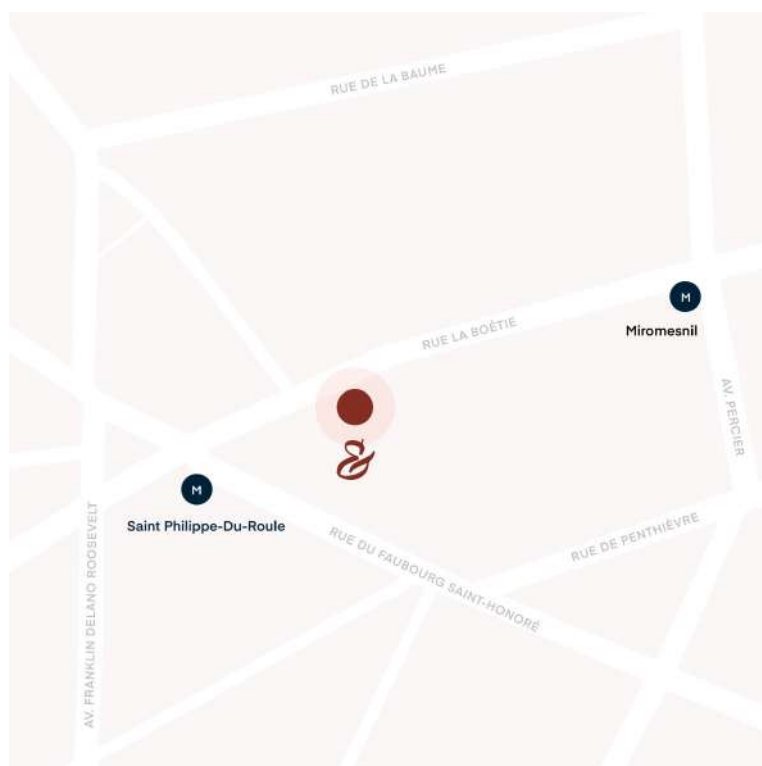 RUE DE LA BAUME
M
Miromesnil
RUE LA BOÉTIE
AV. PERCIER
&
M
Saint Philippe-Du-Roule
RUE DU FAUBOURG SAINT-HONORÉ
RUE DE PENTHIÈVRE
AV. FRANKLIN DELANO ROOSEVELT